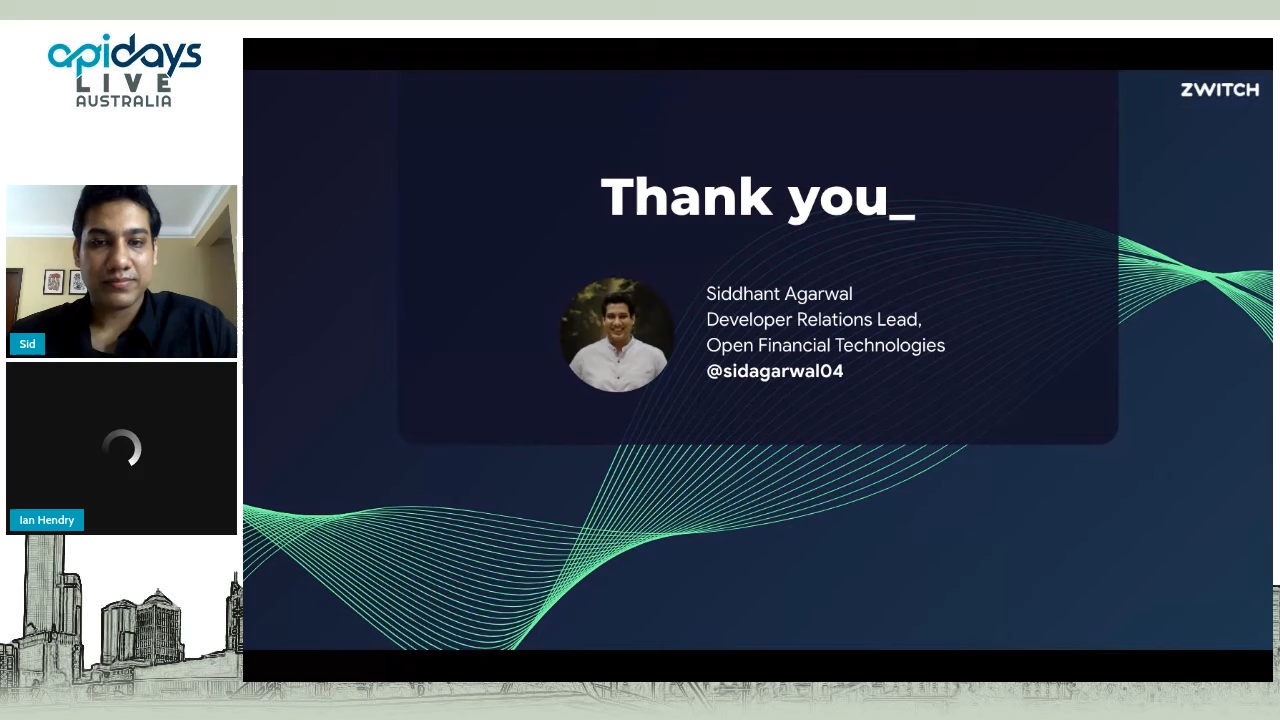 apidays
LIVE
AUSTRALIA
Sid
Ian Hendry
ZWITCH
Thank you_
Siddhant Agarwal
Developer Relations Lead,
Open Financial Technologies
@sidagarwal04